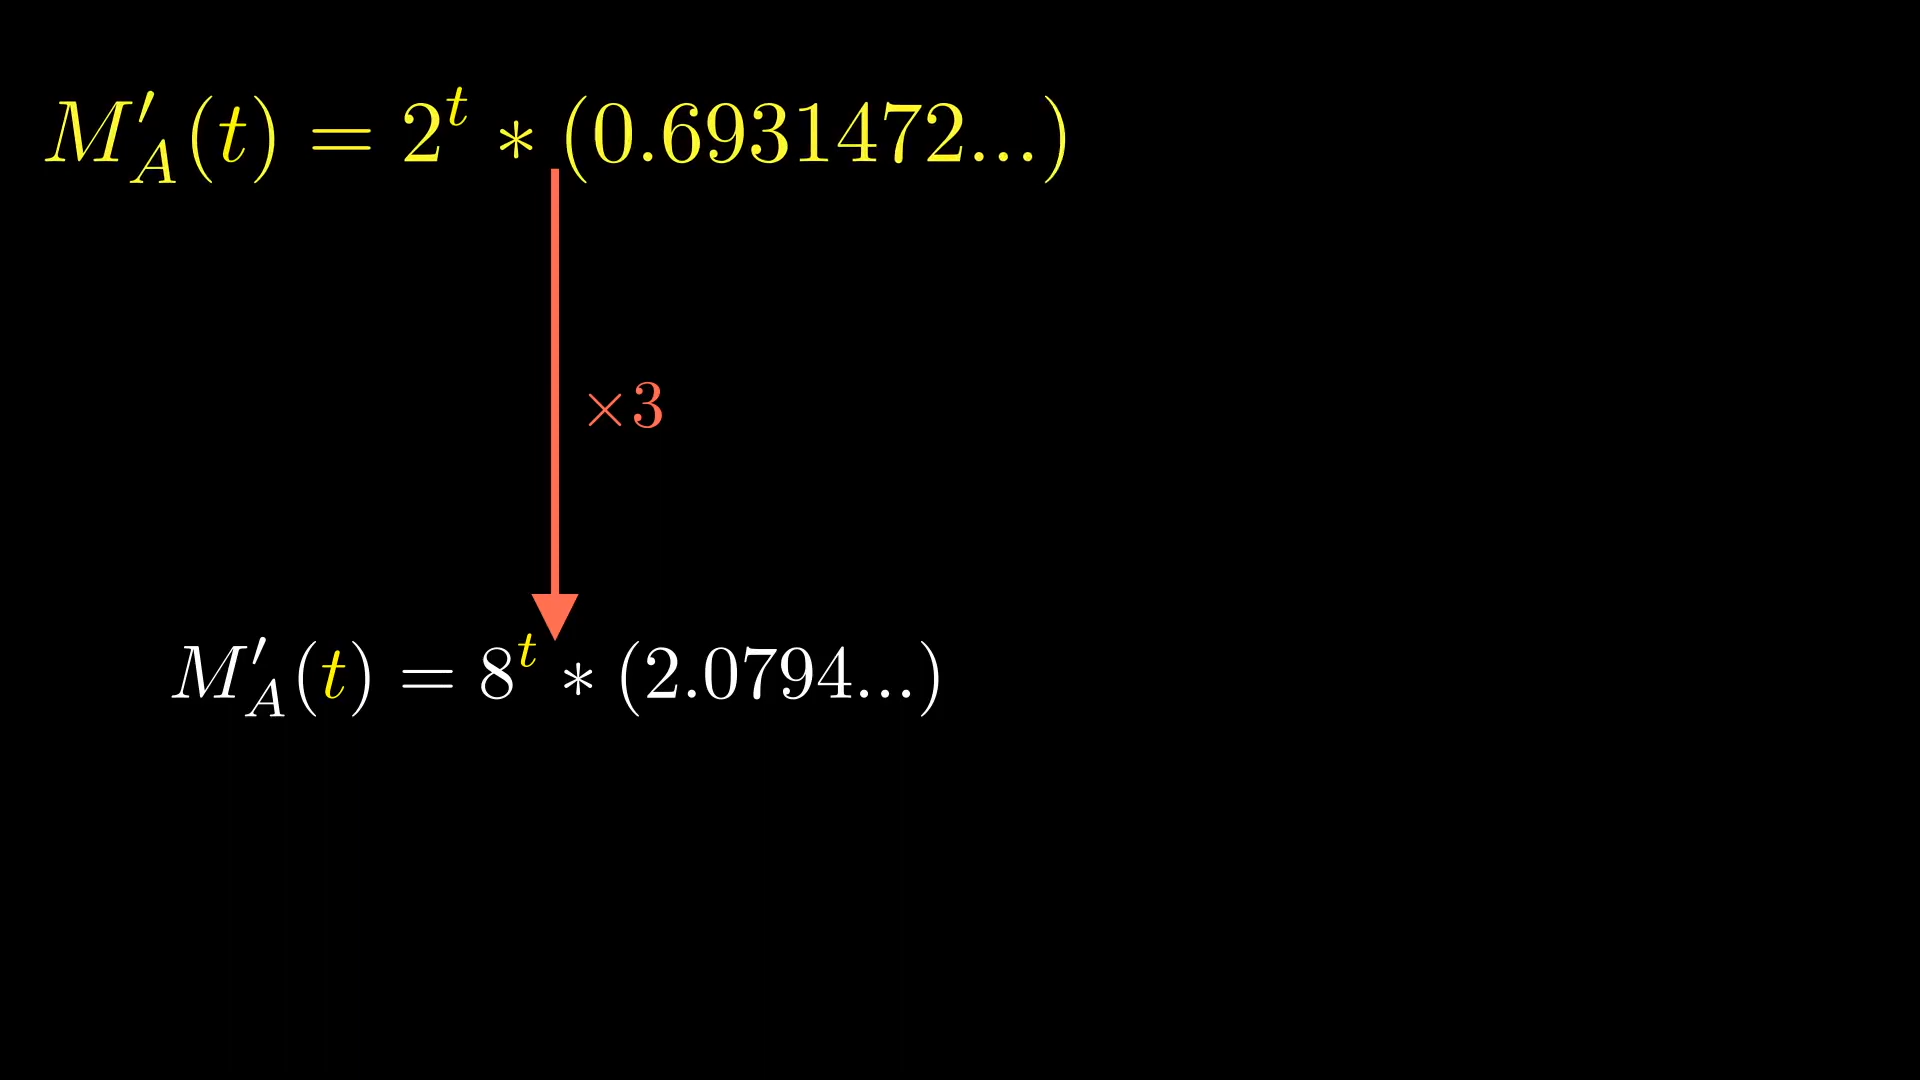 M′_A(t) = 2^t * (0.6931472...)
×3
M′_A(t) = 8^t * (2.0794...)